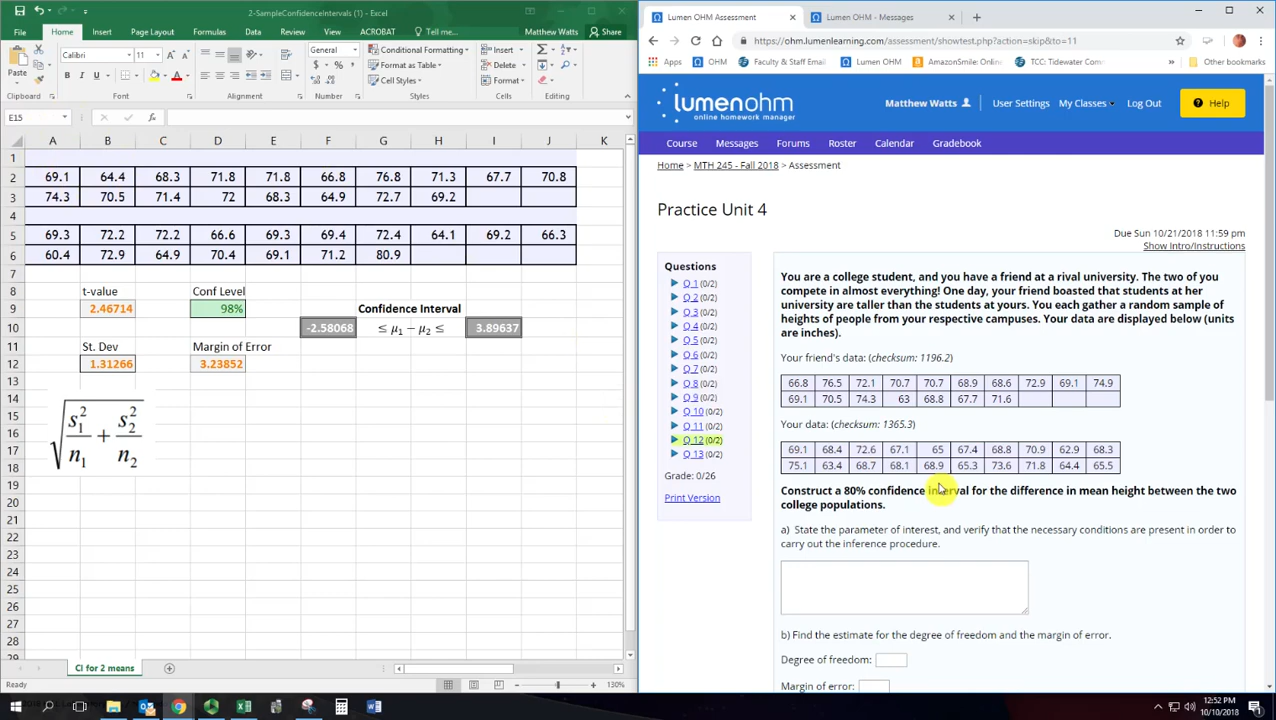 2-SampleConfidenceIntervals (1) - Excel
File Home Insert Page Layout Formulas Data Review View ACROBAT Tell me... Matthew Watts Share
Paste Calibri 11 General Conditional Formatting Insert
Format as Table Delete
Cell Styles Format
Clipboard Font Alignment Number Styles Cells Editing
E15 fx
A B C D E F G H I J K
1
2 69.1 64.4 68.3 71.8 71.8 66.8 76.8 71.3 67.7 70.8
3 74.3 70.5 71.4 72 68.3 64.9 72.7 69.2
4
5 69.3 72.2 72.2 66.6 69.3 69.4 72.4 64.1 69.2 66.3
6 60.4 72.9 64.9 70.4 69.1 71.2 80.9
7
8 t-value Conf Level
9 2.46714 98% Confidence Interval
10 -2.58068 ≤ μ1 − μ2 ≤ 3.89637
11 St. Dev Margin of Error
12 1.31266 3.23852
13
14
15 s1² s2²
16 +
17 n1 n2
18
19
20
21
22
23
24
25
26
27
28
29
CI for 2 means
Ready 130%
Lumen OHM Assessment
Lumen OHM - Messages
https://ohm.lumenlearning.com/assessment/showtest.php?action=skip&to=11
Apps OHM Faculty & Staff Email Lumen OHM AmazonSmile: Onlin TCC: Tidewater Com » Other bookmarks
lumenohm
online homework manager
Matthew Watts User Settings My Classes Log Out ? Help
Course Messages Forums Roster Calendar Gradebook
Home > MTH 245 - Fall 2018 > Assessment
Practice Unit 4
Due Sun 10/21/2018 11:59 pm
Show Intro/Instructions
Questions
Q 1 (0/2)
Q 2 (0/2)
Q 3 (0/2)
Q 4 (0/2)
Q 5 (0/2)
Q 6 (0/2)
Q 7 (0/2)
Q 8 (0/2)
Q 9 (0/2)
Q 10 (0/2)
Q 11 (0/2)
Q 12 (0/2)
Q 13 (0/2)
Grade: 0/26
Print Version
You are a college student, and you have a friend at a rival university. The two of you
compete in almost everything! One day, your friend boasted that students at her
university are taller than the students at yours. You each gather a random sample of
heights of people from your respective campuses. Your data are displayed below (units
are inches).
Your friend's data: (checksum: 1196.2)
66.8 76.5 72.1 70.7 70.7 68.9 68.6 72.9 69.1 74.9
69.1 70.5 74.3 63 68.8 67.7 71.6
Your data: (checksum: 1365.3)
69.1 68.4 72.6 67.1 65 67.4 68.8 70.9 62.9 68.3
75.1 63.4 68.7 68.1 68.9 65.3 73.6 71.8 64.4 65.5
Construct a 80% confidence interval for the difference in mean height between the two
college populations.
a) State the parameter of interest, and verify that the necessary conditions are present in order to
carry out the inference procedure.
b) Find the estimate for the degree of freedom and the margin of error.
Degree of freedom:
Margin of error:
12:52 PM
10/10/2018